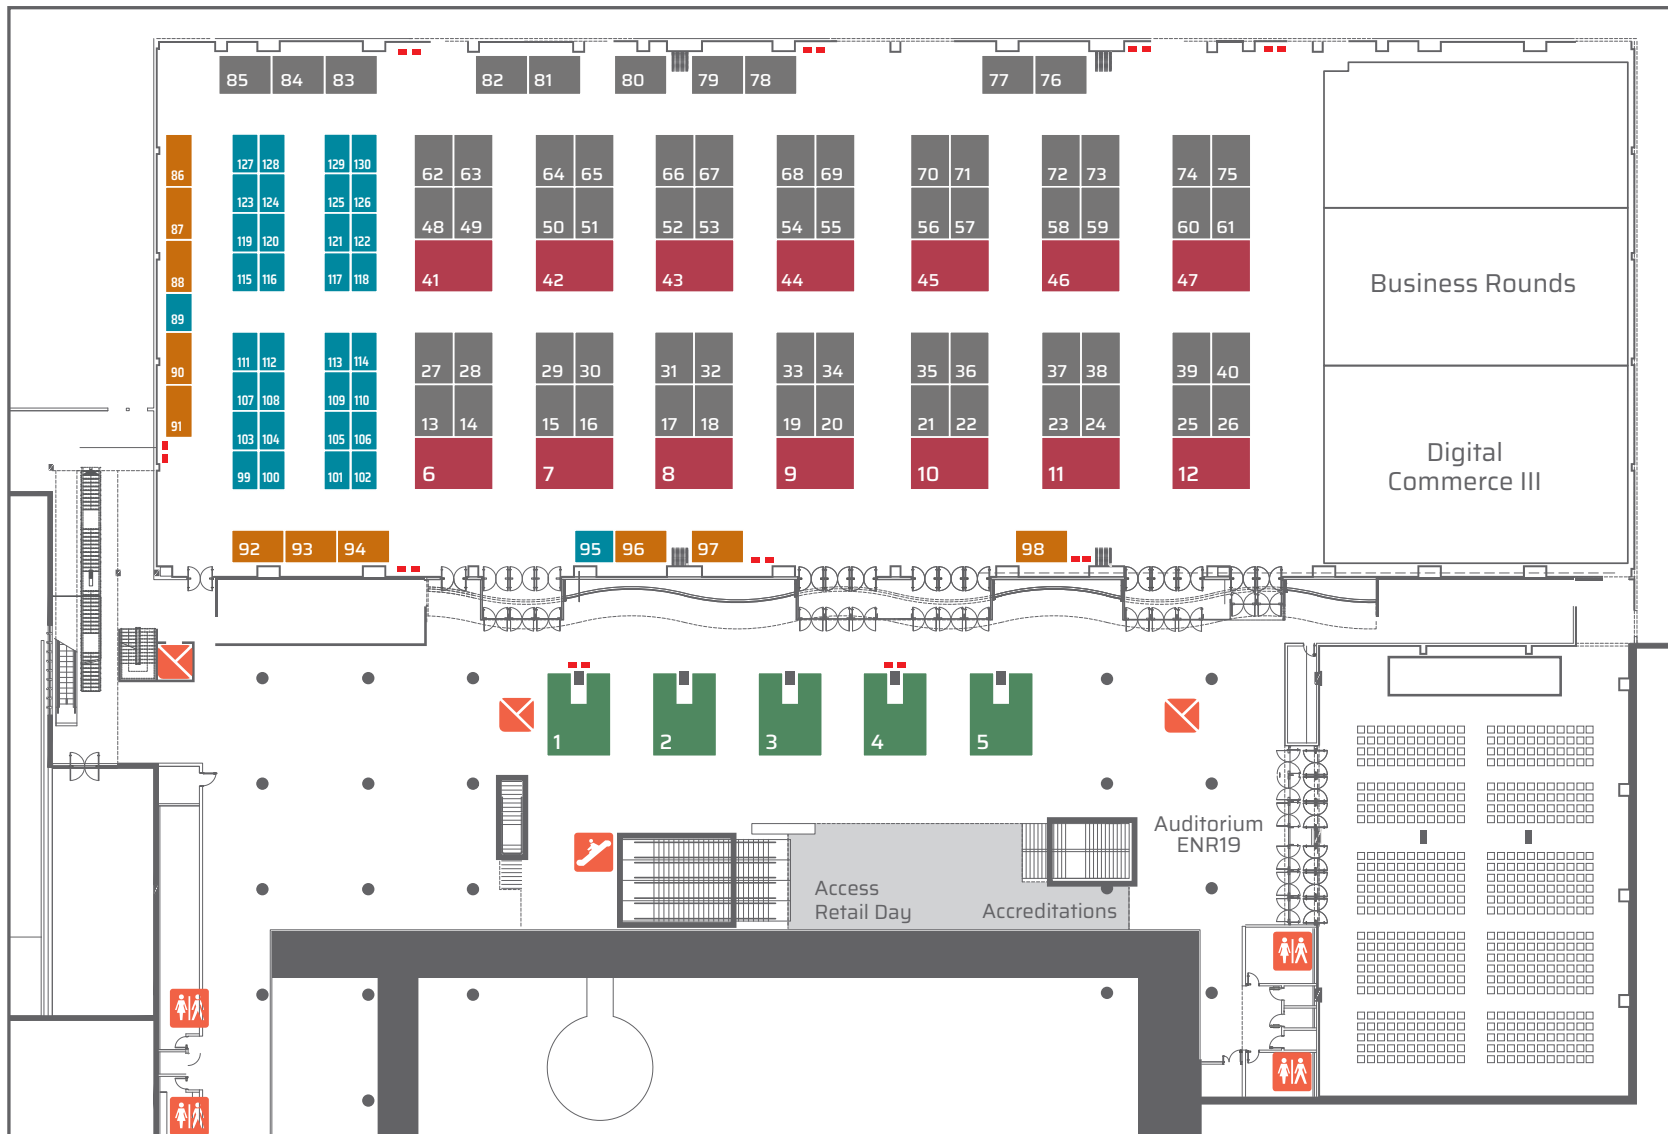 85 84 83 82 81 80 79 78 77 76
86 127 128 129 130 62 63 64 65 66 67 68 69 70 71 72 73 74 75
87 123 124 125 126 48 49 50 51 52 53 54 55 56 57 58 59 60 61
88 119 120 121 122
115 116 117 118 41 42 43 44 45 46 47
Business Rounds
89
90 111 112 113 114 27 28 29 30 31 32 33 34 35 36 37 38 39 40
107 108 109 110
91 103 104 105 106 13 14 15 16 17 18 19 20 21 22 23 24 25 26
99 100 101 102 6 7 8 9 10 11 12
Digital
Commerce III
92 93 94 95 96 97 98
1 2 3 4 5
Auditorium
ENR19
Access
Retail Day
Accreditations